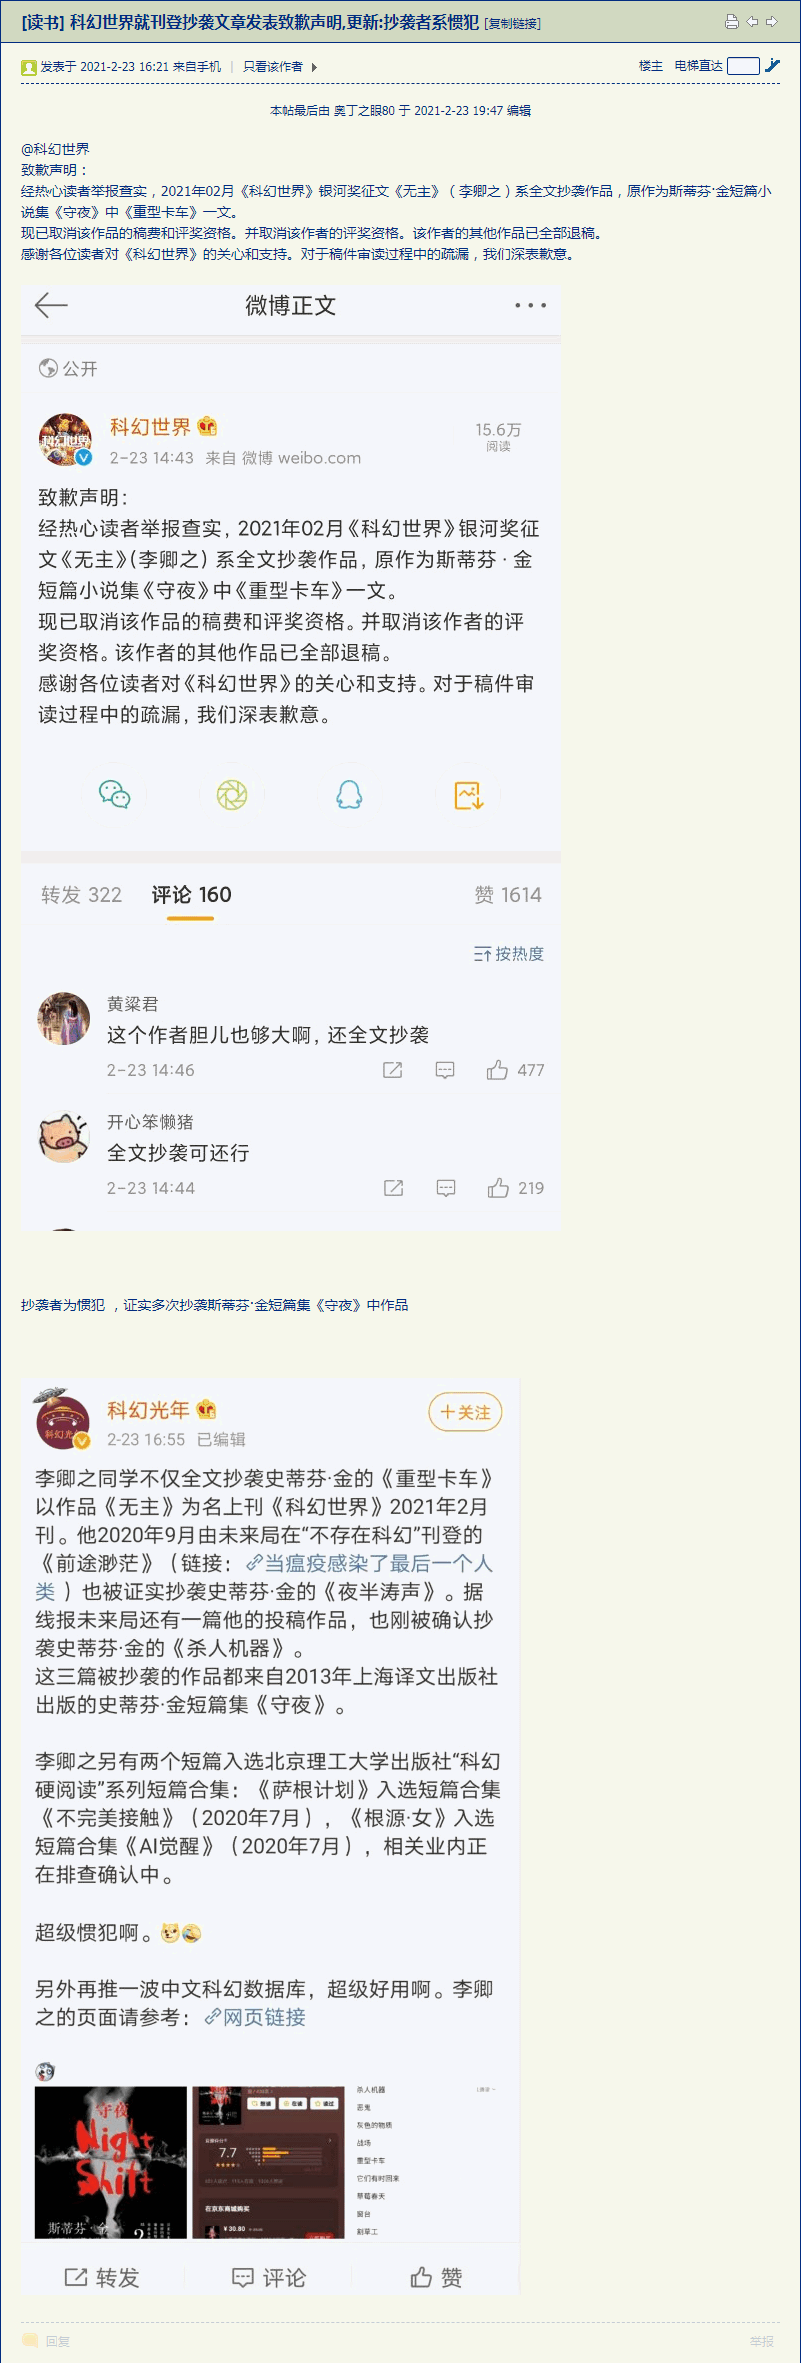 [读书] 科幻世界就刊登抄袭文章发表致歉声明,更新:抄袭者系惯犯 [复制链接]
发表于 2021-2-23 16:21 来自手机 | 只看该作者
楼主 电梯直达
本帖最后由 奥丁之眼80 于 2021-2-23 19:47 编辑
@科幻世界
致歉声明：
经热心读者举报查实，2021年02月《科幻世界》银河奖征文《无主》（李卿之）系全文抄袭作品，原作为斯蒂芬·金短篇小
说集《守夜》中《重型卡车》一文。
现已取消该作品的稿费和评奖资格。并取消该作者的评奖资格。该作者的其他作品已全部退稿。
感谢各位读者对《科幻世界》的关心和支持。对于稿件审读过程中的疏漏，我们深表歉意。
微博正文
公开
科幻世界
15.6万
阅读
2-23 14:43 来自 微博 weibo.com
致歉声明：
经热心读者举报查实，2021年02月《科幻世界》银河奖征
文《无主》（李卿之）系全文抄袭作品，原作为斯蒂芬·金
短篇小说集《守夜》中《重型卡车》一文。
现已取消该作品的稿费和评奖资格。并取消该作者的评
奖资格。该作者的其他作品已全部退稿。
感谢各位读者对《科幻世界》的关心和支持。对于稿件审
读过程中的疏漏，我们深表歉意。
转发 322 评论 160 赞 1614
按热度
黄粱君
这个作者胆儿也够大啊，还全文抄袭
2-23 14:46 477
开心笨懒猪
全文抄袭可还行
2-23 14:44 219
抄袭者为惯犯 ，证实多次抄袭斯蒂芬·金短篇集《守夜》中作品
科幻光年
+关注
2-23 16:55 已编辑
李卿之同学不仅全文抄袭史蒂芬·金的《重型卡车》
以作品《无主》为名上刊《科幻世界》2021年2月
刊。他2020年9月由未来局在“不存在科幻”刊登的
《前途渺茫》（链接：当瘟疫感染了最后一个人
类 ）也被证实抄袭史蒂芬·金的《夜半涛声》。据
线报未来局还有一篇他的投稿作品，也刚被确认抄
袭史蒂芬·金的《杀人机器》。
这三篇被抄袭的作品都来自2013年上海译文出版社
出版的史蒂芬·金短篇集《守夜》。
李卿之另有两个短篇入选北京理工大学出版社“科幻
硬阅读”系列短篇合集：《萨根计划》入选短篇合集
《不完美接触》（2020年7月），《根源·女》入选
短篇合集《AI觉醒》（2020年7月），相关业内正
在排查确认中。
超级惯犯啊。
另外再推一波中文科幻数据库，超级好用啊。李卿
之的页面请参考：网页链接
守夜
Night
Shift
斯蒂芬·金
想读 在读 读过
7.7
在京东商城购买
¥30.80
杀人机器
恶鬼
灰色的物质
战场
重型卡车
它们有时回来
草莓春天
窗台
割草工
转发 评论 赞
回复 举报